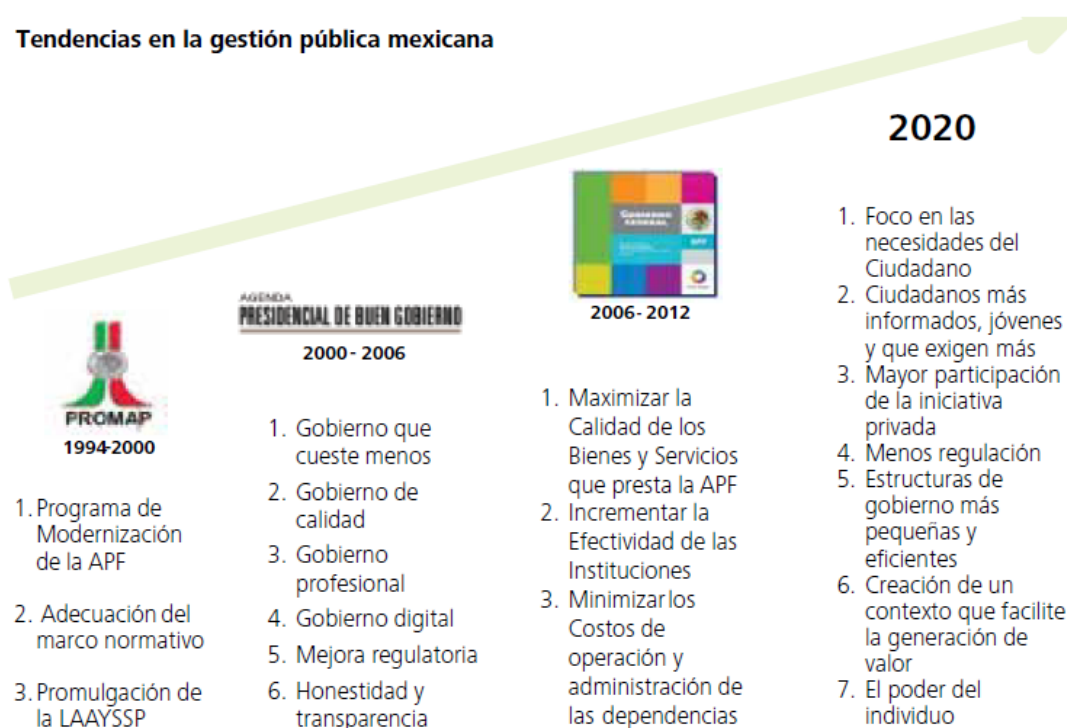 Tendencias en la gestión pública mexicana
PROMAP
1994-2000
1. Programa de
Modernización
de la APF
2. Adecuación del
marco normativo
3. Promulgación de
la LAAYSSP
AGENDA
PRESIDENCIAL DE BUEN GOBIERNO
2000 - 2006
1. Gobierno que
cueste menos
2. Gobierno de
calidad
3. Gobierno
profesional
4. Gobierno digital
5. Mejora regulatoria
6. Honestidad y
transparencia
GOBIERNO
FEDERAL
APF
2006- 2012
1. Maximizar la
Calidad de los
Bienes y Servicios
que presta la APF
2. Incrementar la
Efectividad de las
Instituciones
3. Minimizar los
Costos de
operación y
administración de
las dependencias
2020
1. Foco en las
necesidades del
Ciudadano
2. Ciudadanos más
informados, jóvenes
y que exigen más
3. Mayor participación
de la iniciativa
privada
4. Menos regulación
5. Estructuras de
gobierno más
pequeñas y
eficientes
6. Creación de un
contexto que facilite
la generación de
valor
7. El poder del
individuo